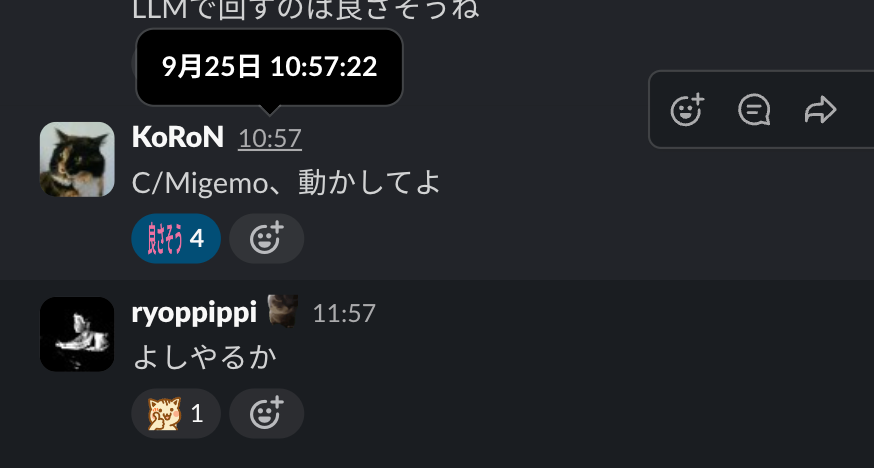 LLMで回すのは良さそうね
9月25日 10:57:22
KoRoN 10:57
C/Migemo、動かしてよ
良さそう 4
ryoppippi 11:57
よしやるか
1